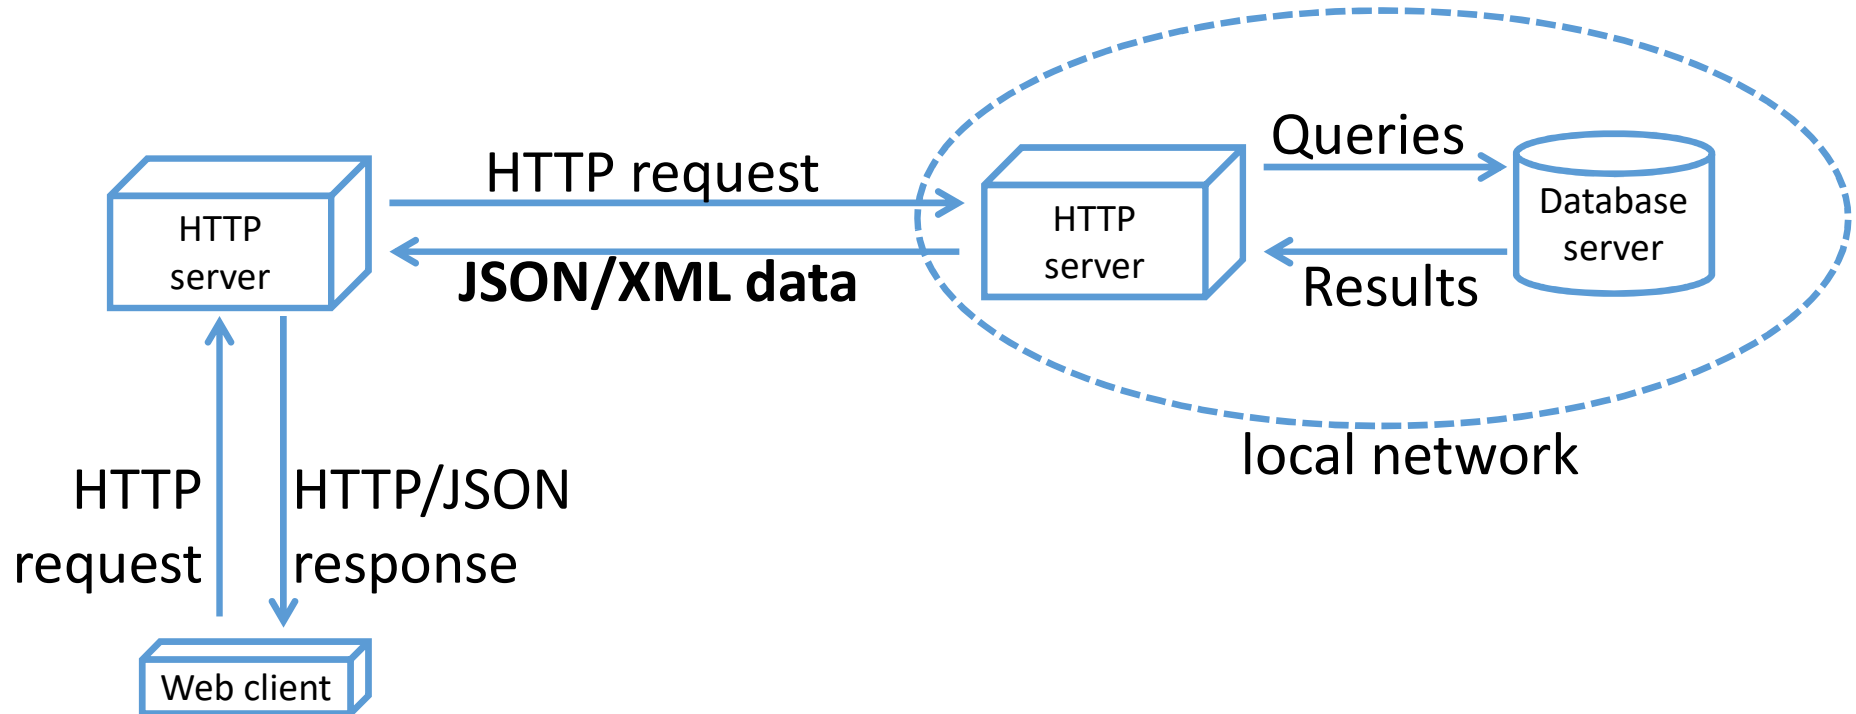 Queries
HTTP request
HTTP
server
HTTP
server
Database
server
JSON/XML data
Results
local network
HTTP
request
HTTP/JSON
response
Web client